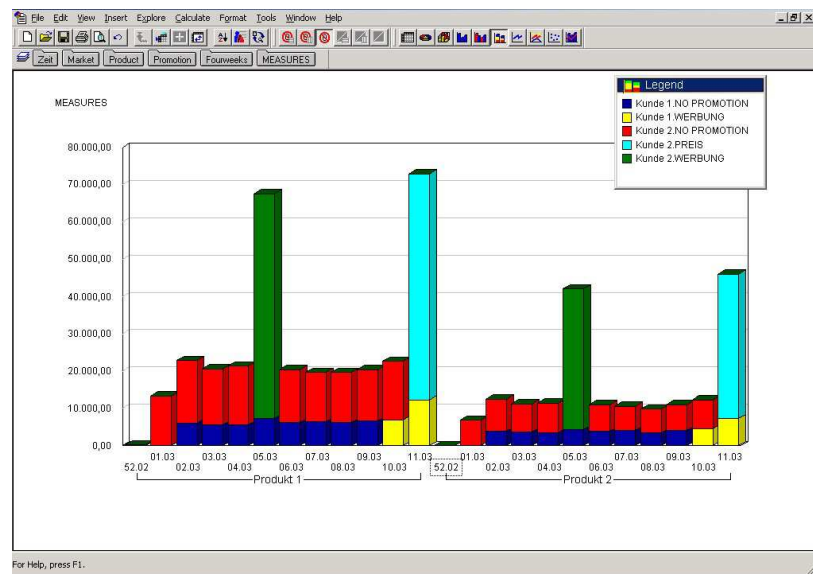 File Edit View Insert Explore Calculate Format Tools Window Help
Zeit Market Product Promotion Fourweeks MEASURES
Legend
Kunde 1.NO PROMOTION
Kunde 1.WERBUNG
Kunde 2.NO PROMOTION
Kunde 2.PREIS
Kunde 2.WERBUNG
MEASURES
80.000,00
70.000,00
60.000,00
50.000,00
40.000,00
30.000,00
20.000,00
10.000,00
0,00
01.03 03.03 05.03 07.03 09.03 11.03 01.03 03.03 05.03 07.03 09.03 11.03
52.02 02.03 04.03 06.03 08.03 10.03 52.02 02.03 04.03 06.03 08.03 10.03
Produkt 1 Produkt 2
For Help, press F1.